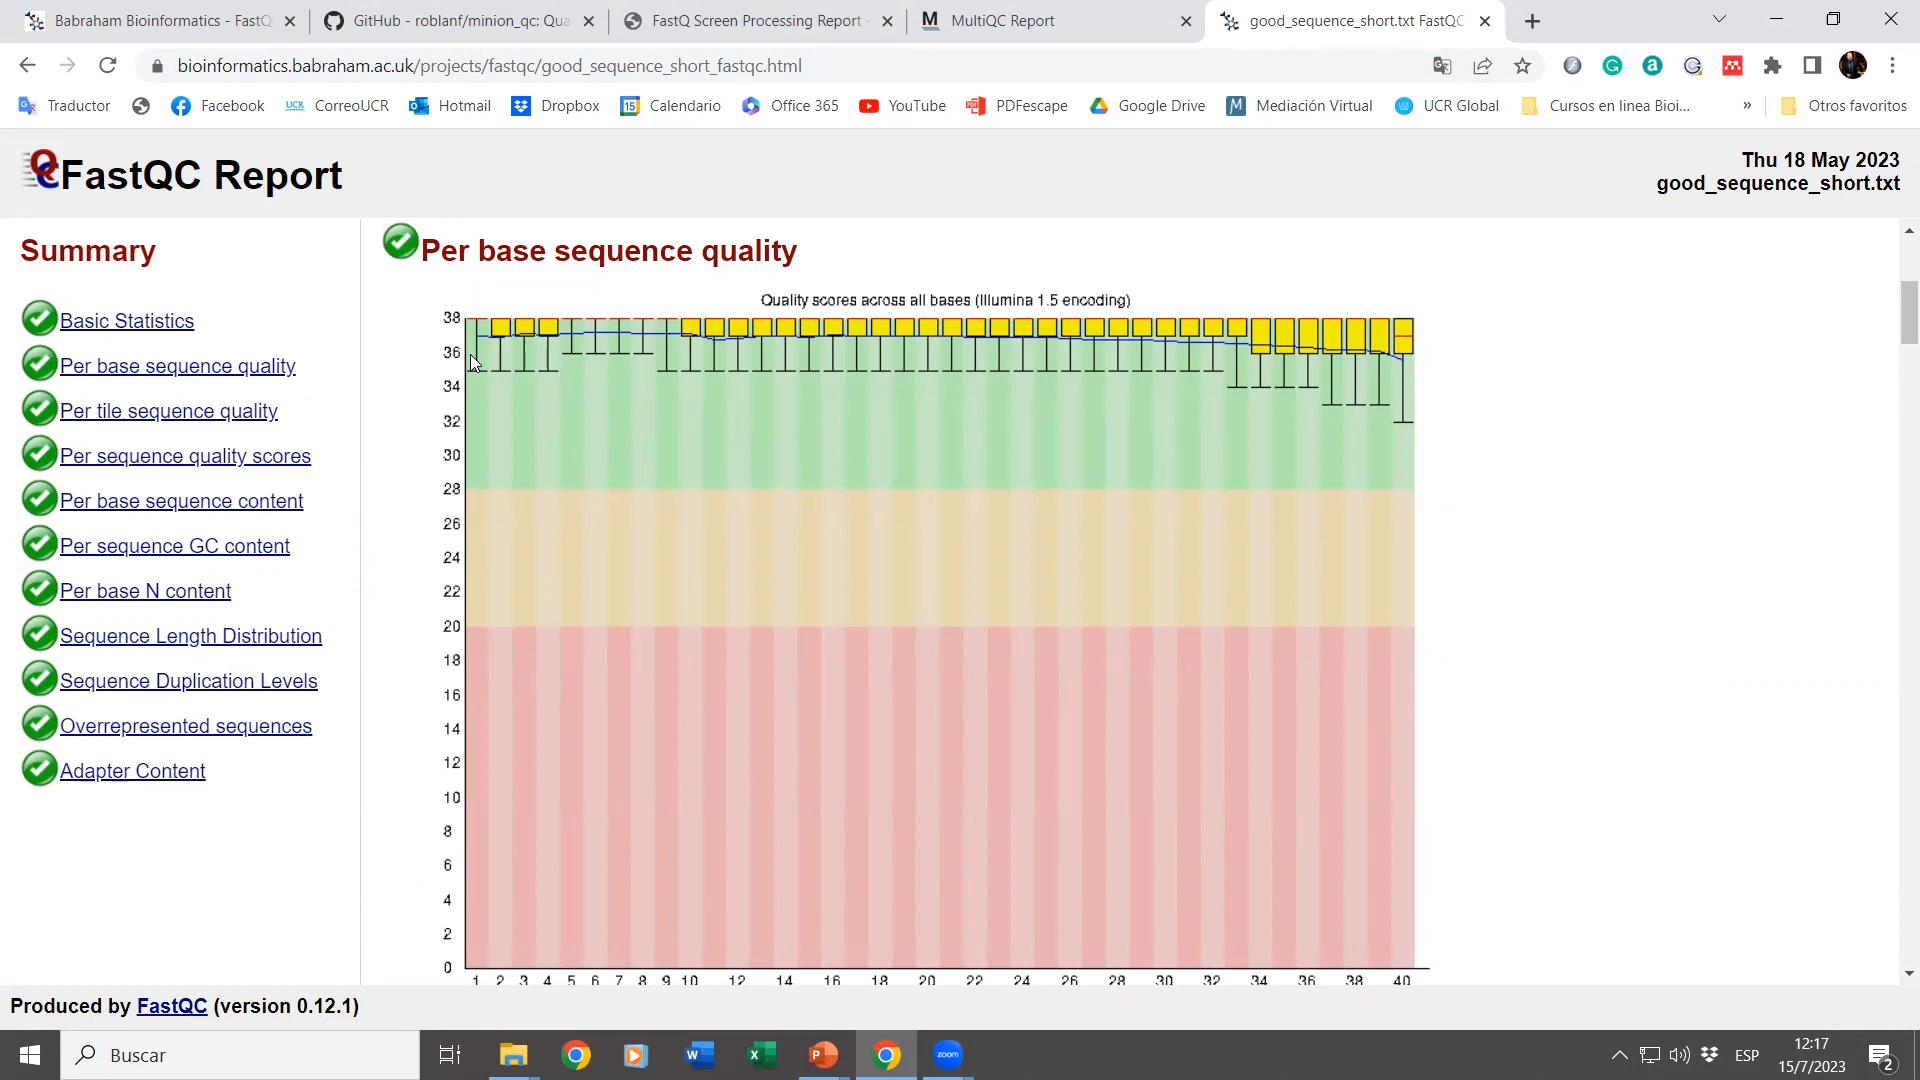 Babraham Bioinformatics - FastQ
GitHub - roblanf/minion_qc: Qua
FastQ Screen Processing Report -
M MultiQC Report
good_sequence_short.txt FastQC
bioinformatics.babraham.ac.uk/projects/fastqc/good_sequence_short_fastqc.html
Traductor
Facebook
UCR CorreoUCR
Hotmail
Dropbox
15 Calendario
Office 365
YouTube
PDFescape
Google Drive
M Mediación Virtual
UCR Global
Cursos en linea Bioi...
»
Otros favoritos
FastQC Report
Thu 18 May 2023
good_sequence_short.txt
Summary
Basic Statistics
Per base sequence quality
Per tile sequence quality
Per sequence quality scores
Per base sequence content
Per sequence GC content
Per base N content
Sequence Length Distribution
Sequence Duplication Levels
Overrepresented sequences
Adapter Content
Per base sequence quality
Quality scores across all bases (Illumina 1.5 encoding)
38
36
34
32
30
28
26
24
22
20
18
16
14
12
10
8
6
4
2
0
1 2 3 4 5 6 7 8 9 10 12 14 16 18 20 22 24 26 28 30 32 34 36 38 40
Produced by FastQC (version 0.12.1)
Buscar
zoom
ESP
12:17
15/7/2023
2